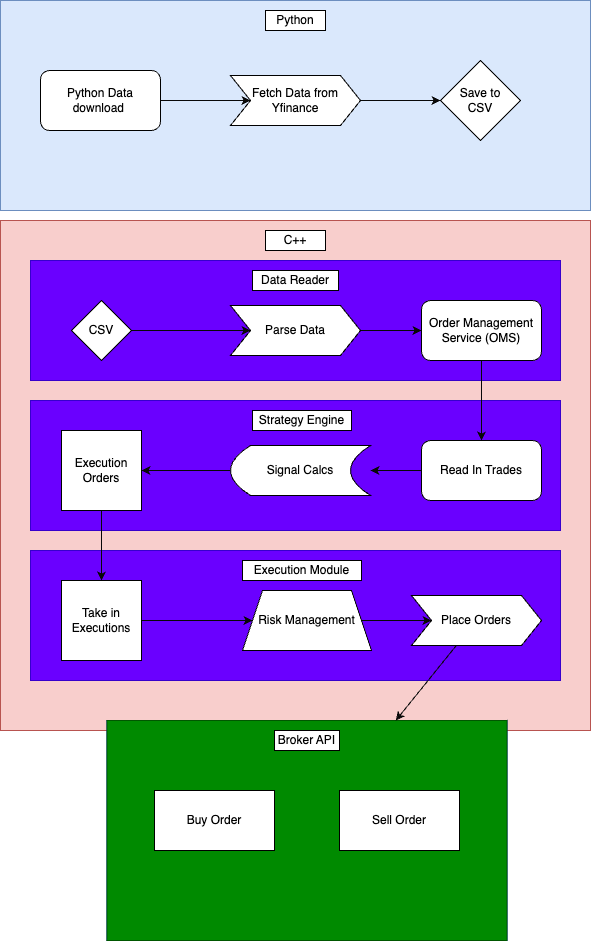 Python
Python Data
download
Fetch Data from
Yfinance
Save to
CSV
C++
Data Reader
CSV
Parse Data
Order Management
Service (OMS)
Strategy Engine
Execution
Orders
Signal Calcs
Read In Trades
Execution Module
Take in
Executions
Risk Management
Place Orders
Broker API
Buy Order
Sell Order